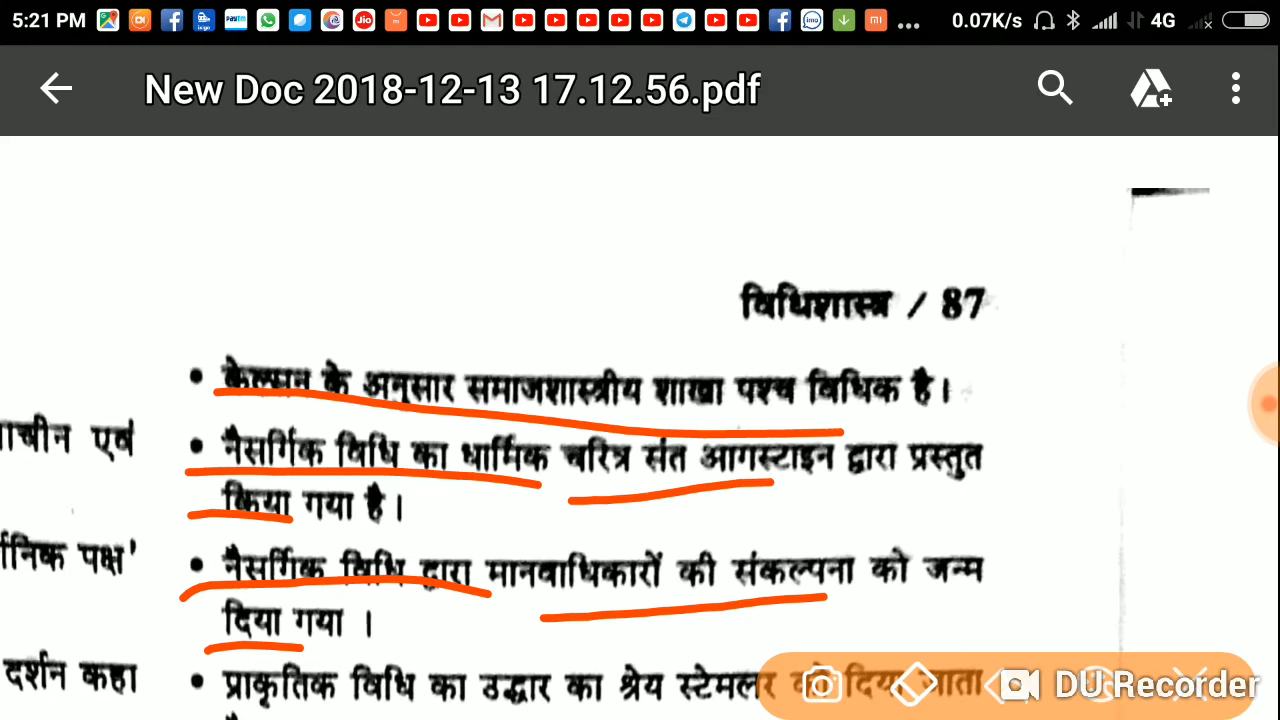 5:21 PM 0.07K/s 4G
New Doc 2018-12-13 17.12.56.pdf
विधिशास्त्र / 87
• केल्सन के अनुसार समाजशास्त्रीय शाखा पश्च विधिक है।
एवं
• नैसर्गिक विधि का धार्मिक चरित्र संत आगस्टाइन द्वारा प्रस्तुत
किया गया है।
पक्ष'
• नैसर्गिक विधि द्वारा मानवाधिकारों की संकल्पना को जन्म
दिया गया ।
दर्शन कहा
• प्राकृतिक विधि का उद्धार का श्रेय स्टेमलर को दिया जाता
DU Recorder